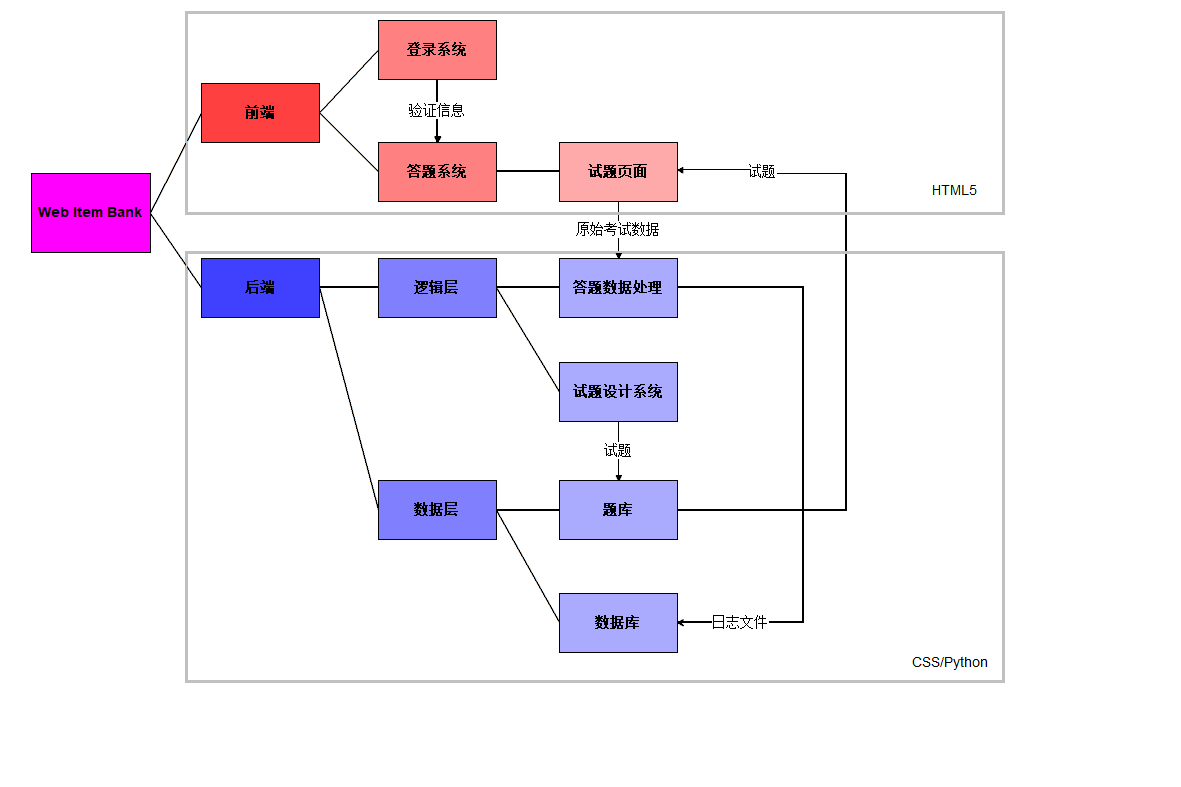 登录系统
前端
验证信息
答题系统
试题页面
试题
HTML5
Web Item Bank
原始考试数据
后端
逻辑层
答题数据处理
试题设计系统
试题
数据层
题库
数据库
日志文件
CSS/Python